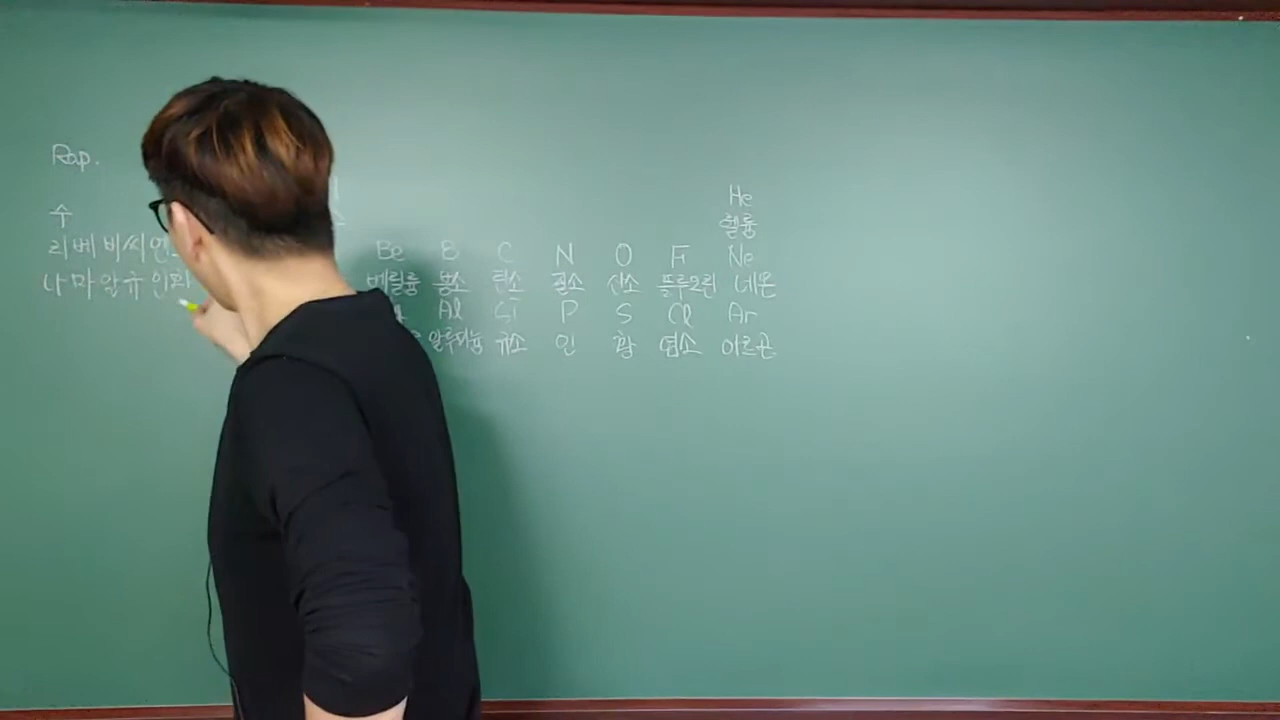 Rap.
수
리 베 비 씨
나 마 알 규 인 화
He
헬륨
Be B C N O F Ne
베릴륨 붕소 탄소 질소 산소 플루오린 네온
Al Si P S Cl Ar
알루미늄 규소 인 황 염소 아르곤